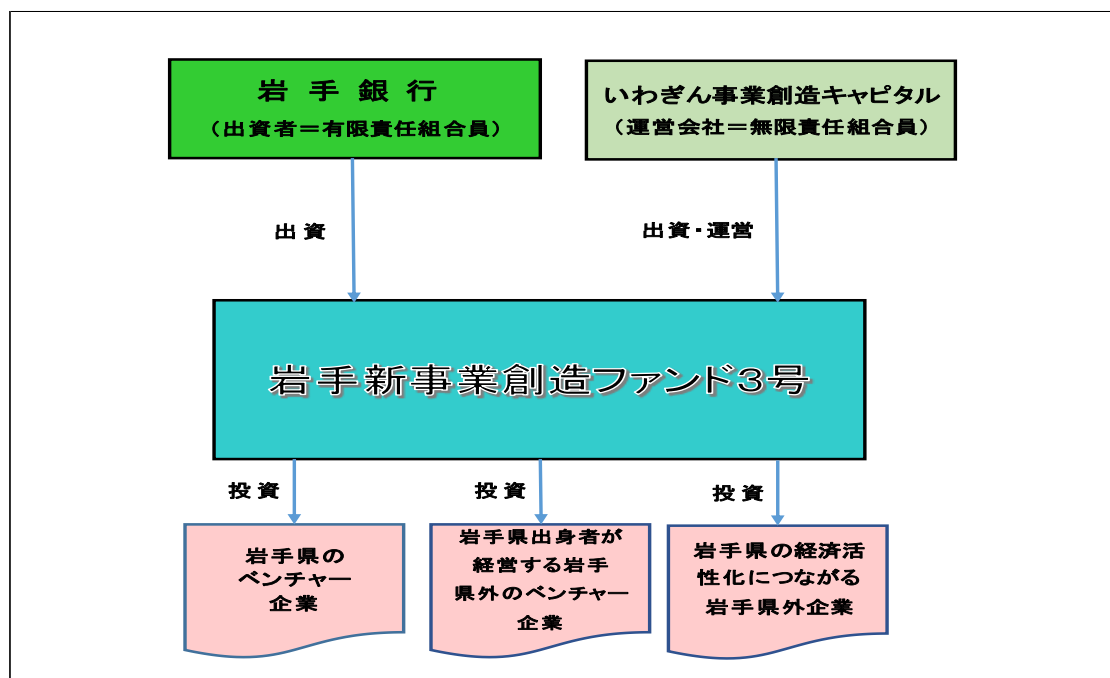 岩手銀行
（出資者＝有限責任組合員）
いわぎん事業創造キャピタル
（運営会社＝無限責任組合員）
出資
出資・運営
岩手新事業創造ファンド３号
投資
投資
投資
岩手県の
ベンチャー
企業
岩手県出身者が
経営する岩手
県外のベンチャー
企業
岩手県の経済活
性化につながる
岩手県外企業